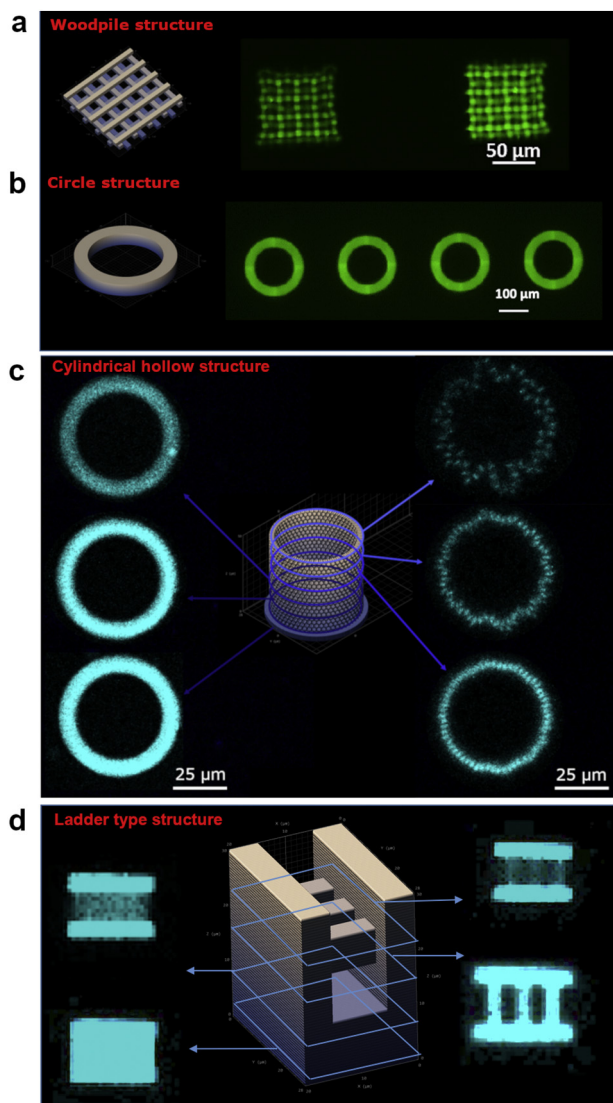 a
Woodpile structure
50 μm
b
Circle structure
100 μm
c
Cylindrical hollow structure
25 μm
25 μm
d
Ladder type structure